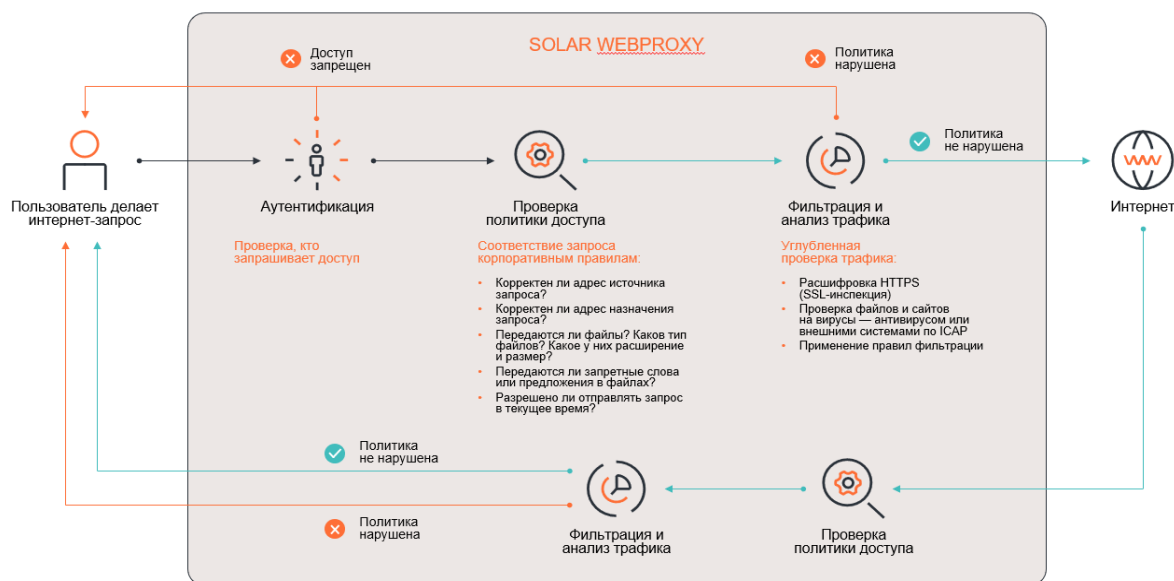 SOLAR WEBPROXY
Доступ
запрещен
Политика
нарушена
Политика
не нарушена
Пользователь делает
интернет-запрос
Аутентификация
Проверка
политики доступа
Фильтрация и
анализ трафика
Интернет
Проверка, кто
запрашивает доступ
Соответствие запроса
корпоративным правилам:
• Корректен ли адрес источника
запроса?
• Корректен ли адрес назначения
запроса?
• Передаются ли файлы? Каков тип
файлов? Какое у них расширение
и размер?
• Передаются ли запретные слова
или предложения в файлах?
• Разрешено ли отправлять запрос
в текущее время?
Углубленная
проверка трафика:
• Расшифровка HTTPS
(SSL-инспекция)
• Проверка файлов и сайтов
на вирусы — антивирусом или
внешними системами по ICAP
• Применение правил фильтрации
Политика
не нарушена
Политика
нарушена
Фильтрация и
анализ трафика
Проверка
политики доступа